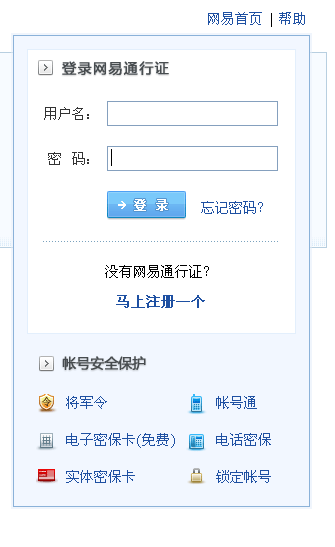 网易首页 | 帮助
登录网易通行证
用户名：
密 码：
登 录 忘记密码?
没有网易通行证?
马上注册一个
帐号安全保护
将军令 帐号通
电子密保卡(免费) 电话密保
实体密保卡 锁定帐号